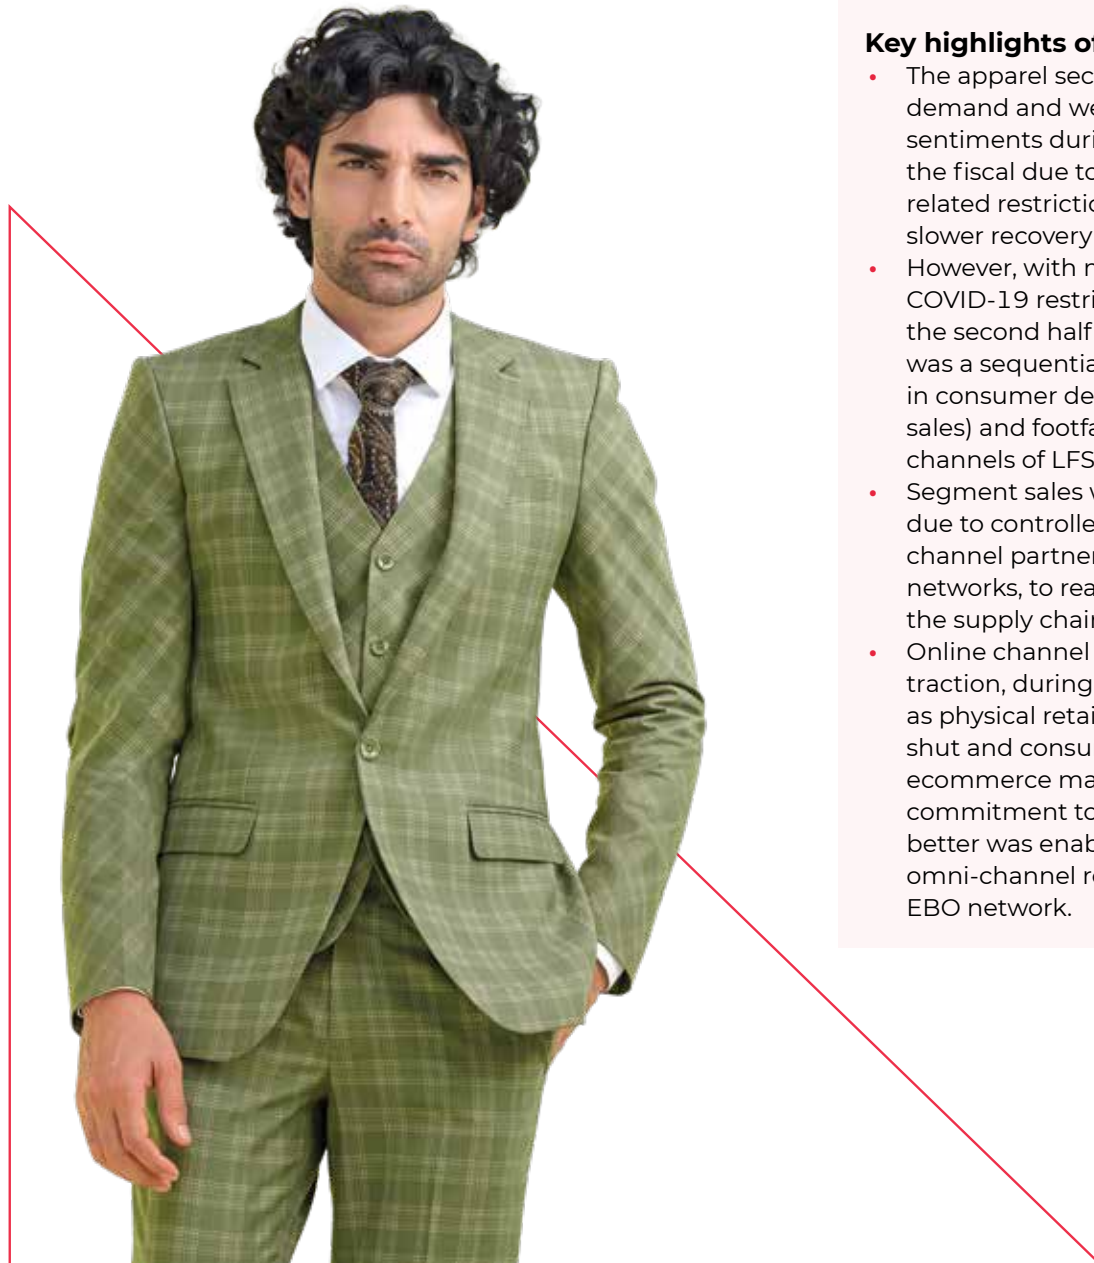 Key highlights of
• The apparel sec
demand and we
sentiments duri
the fiscal due to
related restrictio
slower recovery
• However, with m
COVID-19 restri
the second half
was a sequentia
in consumer de
sales) and footfa
channels of LFS
• Segment sales w
due to controlle
channel partner
networks, to rea
the supply chain
• Online channel
traction, during
as physical retai
shut and consu
ecommerce ma
commitment to
better was enab
omni-channel re
EBO network.